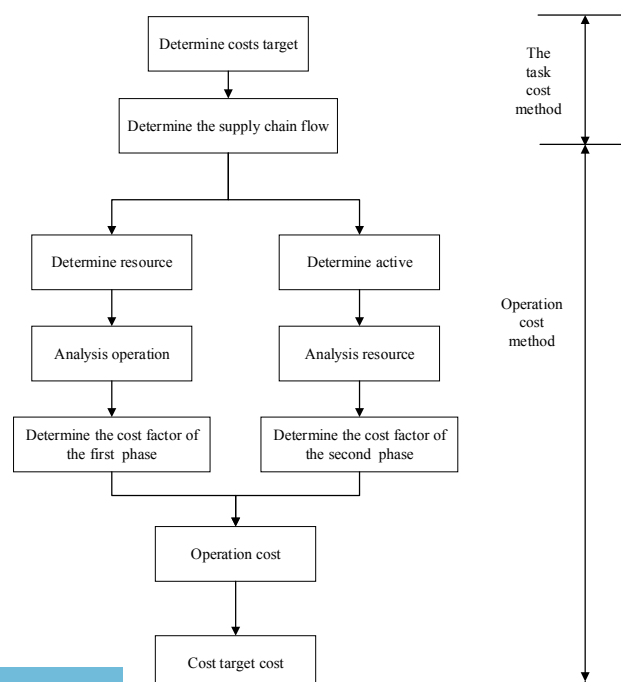 Determine costs target
The
task
cost
method
Determine the supply chain flow
Determine resource
Determine active
Operation
cost
method
Analysis operation
Analysis resource
Determine the cost factor of
the first phase
Determine the cost factor of
the second phase
Operation cost
Cost target cost